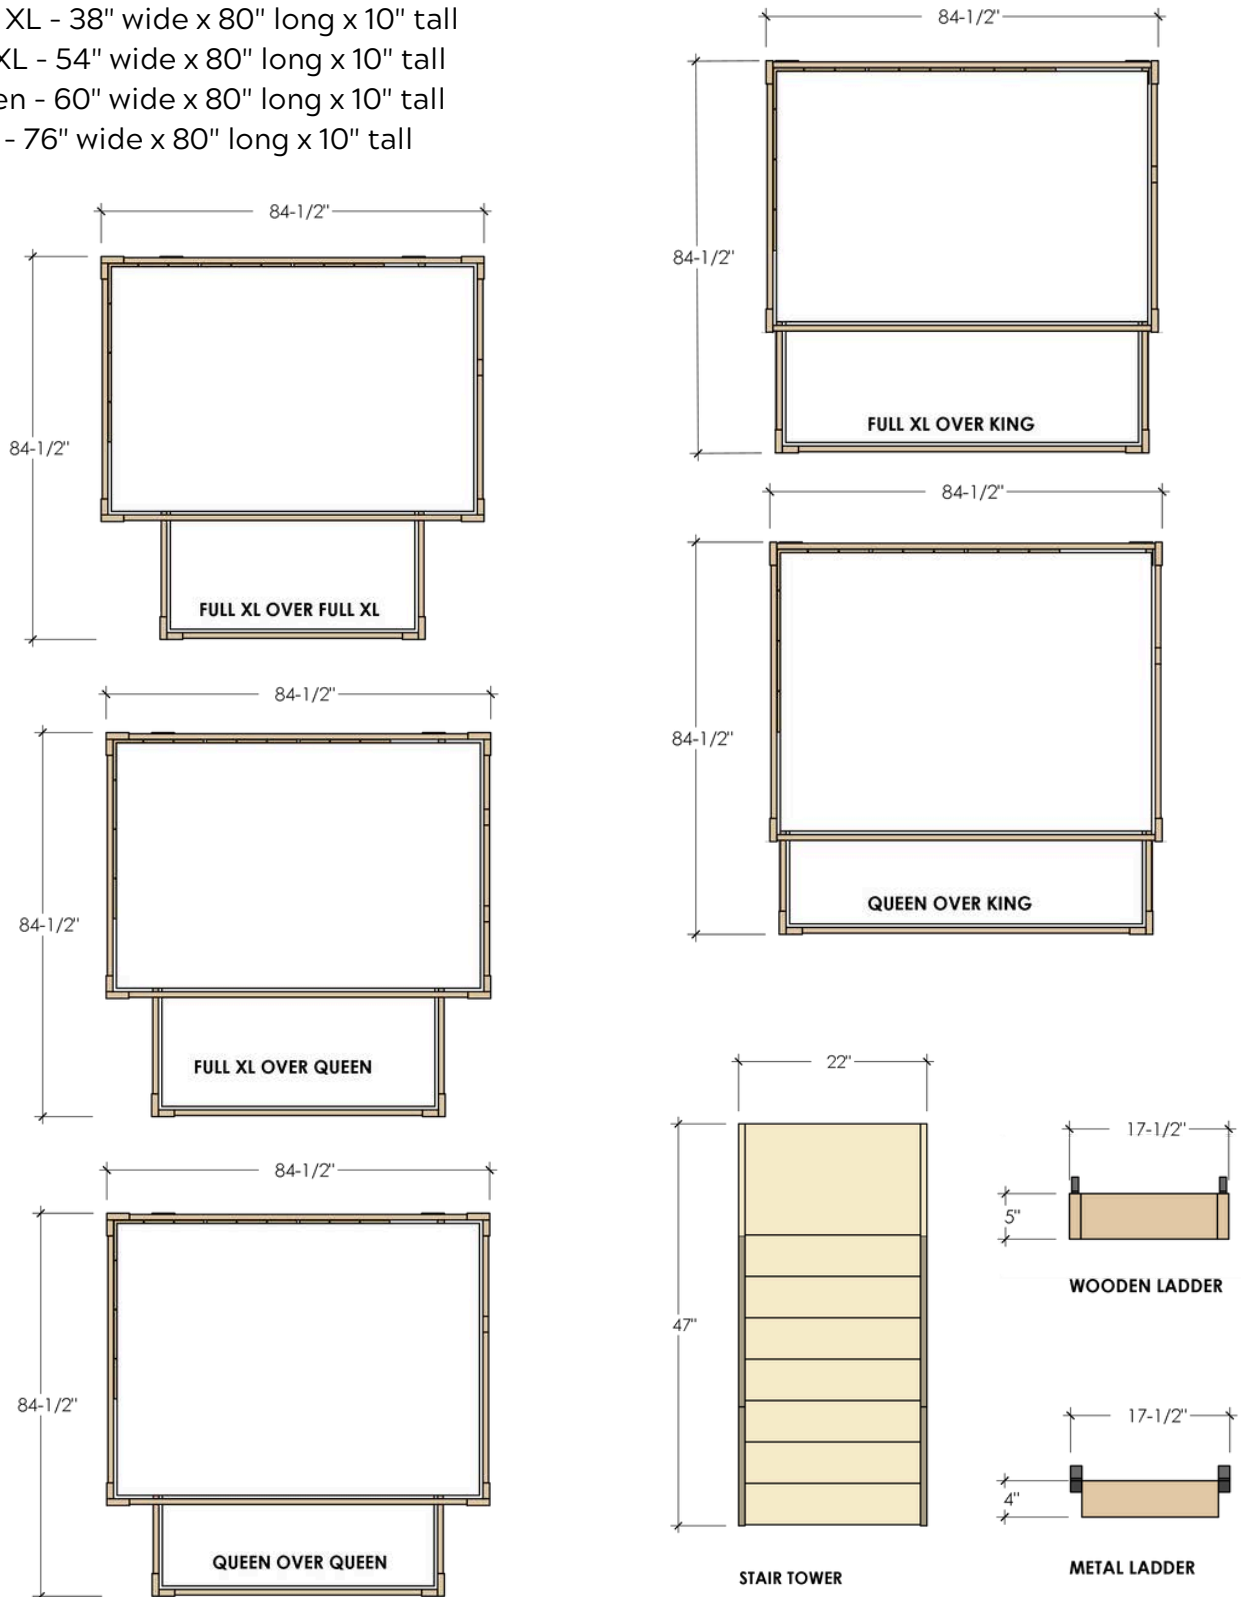 XL - 38" wide x 80" long x 10" tall
XL - 54" wide x 80" long x 10" tall
- 60" wide x 80" long x 10" tall
- 76" wide x 80" long x 10" tall
84-1/2"
84-1/2"
FULL XL OVER FULL XL
84-1/2"
84-1/2"
FULL XL OVER QUEEN
84-1/2"
84-1/2"
QUEEN OVER QUEEN
84-1/2"
84-1/2"
FULL XL OVER KING
84-1/2"
84-1/2"
QUEEN OVER KING
22"
47"
STAIR TOWER
17-1/2"
5"
WOODEN LADDER
17-1/2"
4"
METAL LADDER